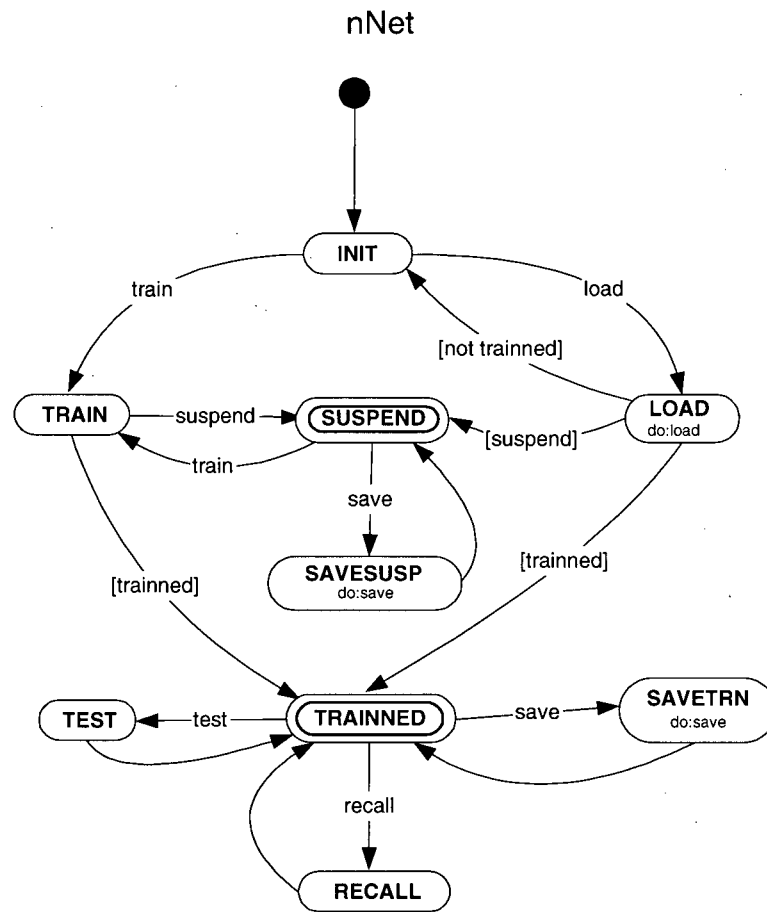 nNet
INIT
train
load
[not trainned]
TRAIN
suspend
SUSPEND
[suspend]
LOAD
do:load
train
save
SAVESUSP
do:save
[trainned]
[trainned]
TEST
test
TRAINNED
save
SAVETRN
do:save
recall
RECALL